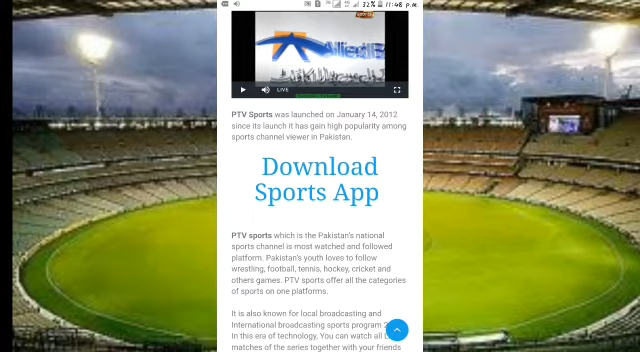 32% 11:48 P.M.
Allied B
LIVE
PTV Sports was launched on January 14, 2012
since its launch it has gain high popularity among
sports channel viewer in Pakistan.
Download
Sports App
PTV sports which is the Pakistan's national
sports channel is most watched and followed
platform. Pakistan's youth loves to follow
wrestling, football, tennis, hockey, cricket and
others games. PTV sports offer all the categories
of sports on one platforms.
It is also known for local broadcasting and
International broadcasting sports program
In this era of technology, You can watch all
matches of the series together with your friends